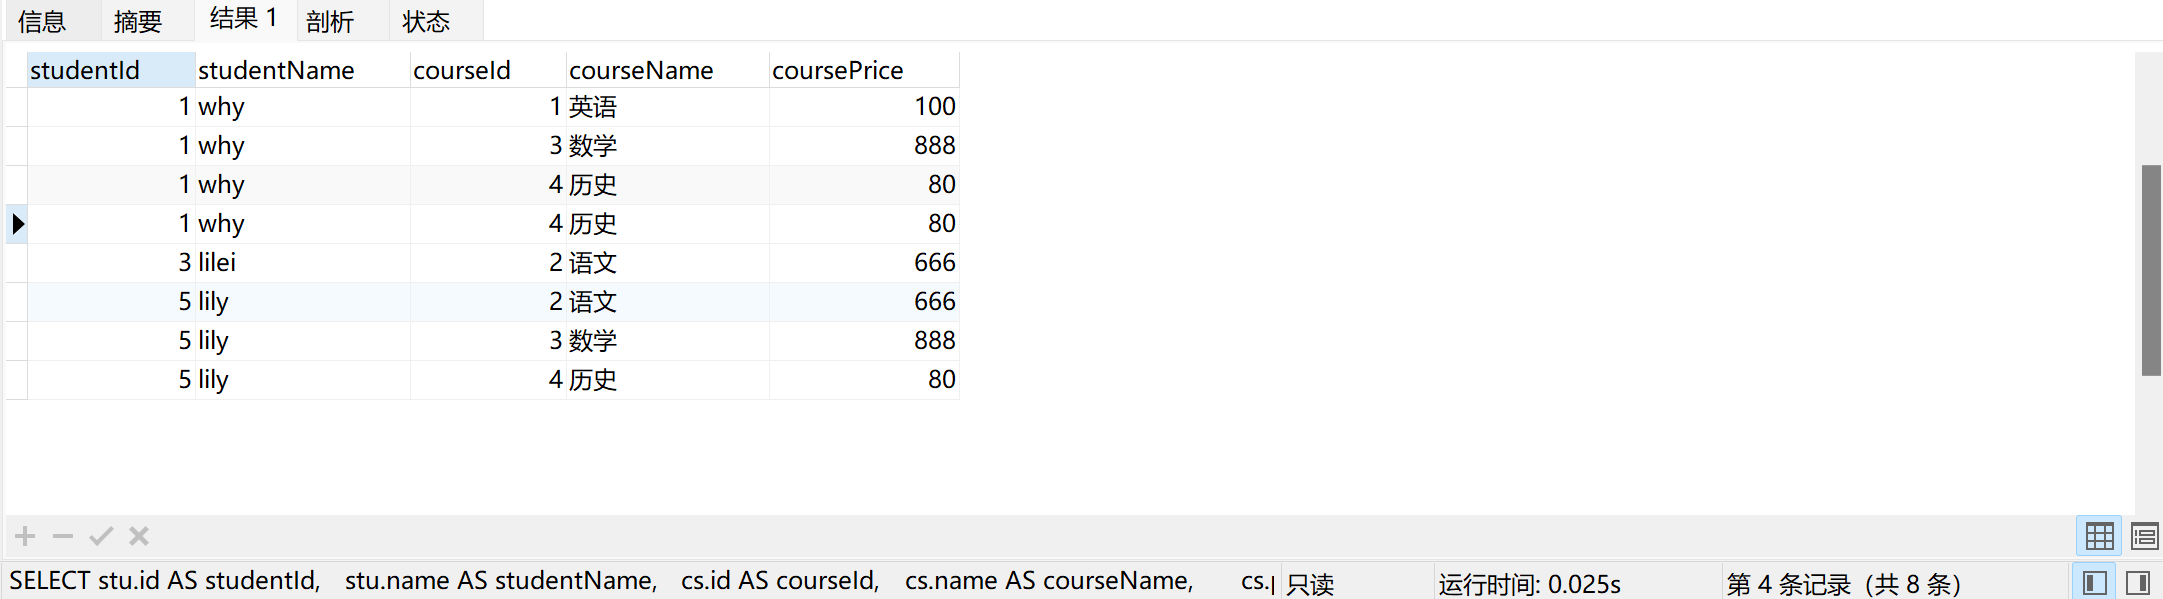 信息 摘要 结果 1 剖析 状态
studentId studentName courseId courseName coursePrice
1 why 1 英语 100
1 why 3 数学 888
1 why 4 历史 80
1 why 4 历史 80
3 lilei 2 语文 666
5 lily 2 语文 666
5 lily 3 数学 888
5 lily 4 历史 80
SELECT stu.id AS studentId, stu.name AS studentName, cs.id AS courseId, cs.name AS courseName, cs. 只读 运行时间: 0.025s 第 4 条记录（共 8 条）